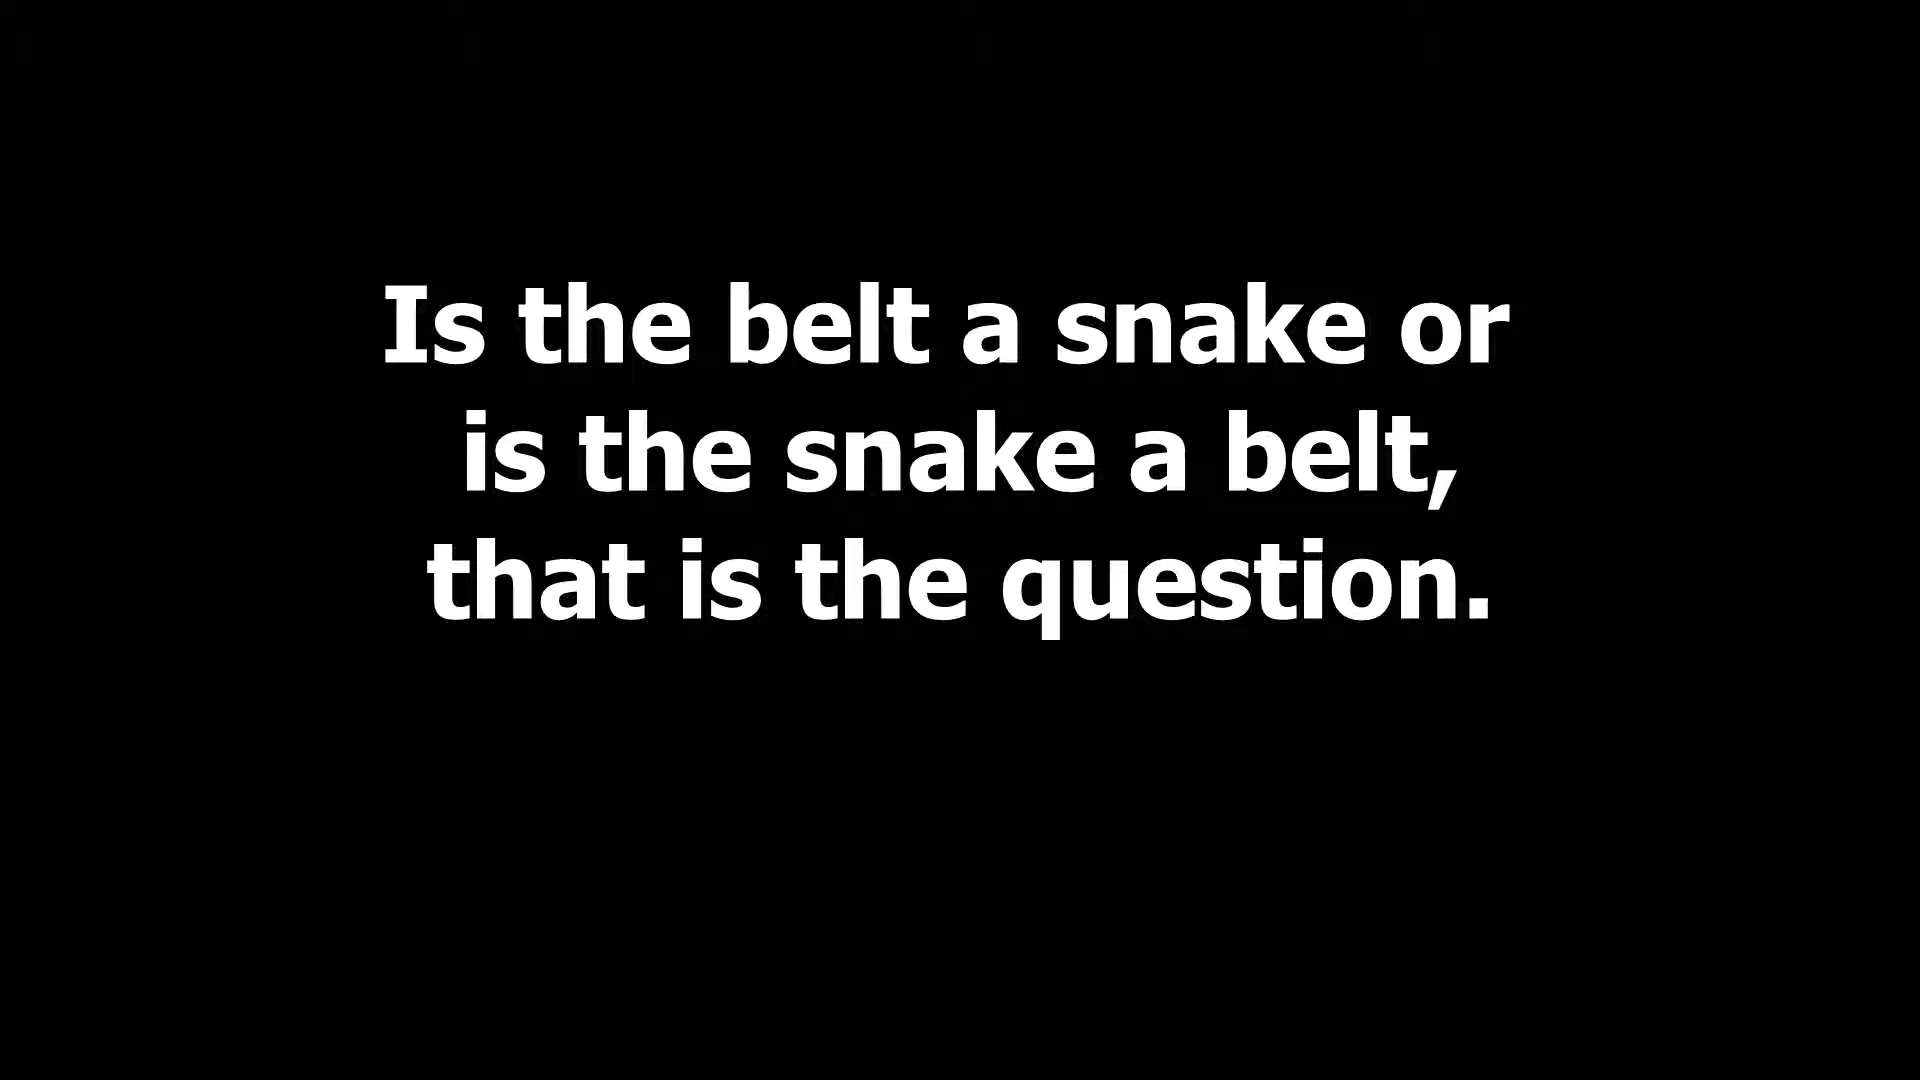 Is the belt a snake or
is the snake a belt,
that is the question.